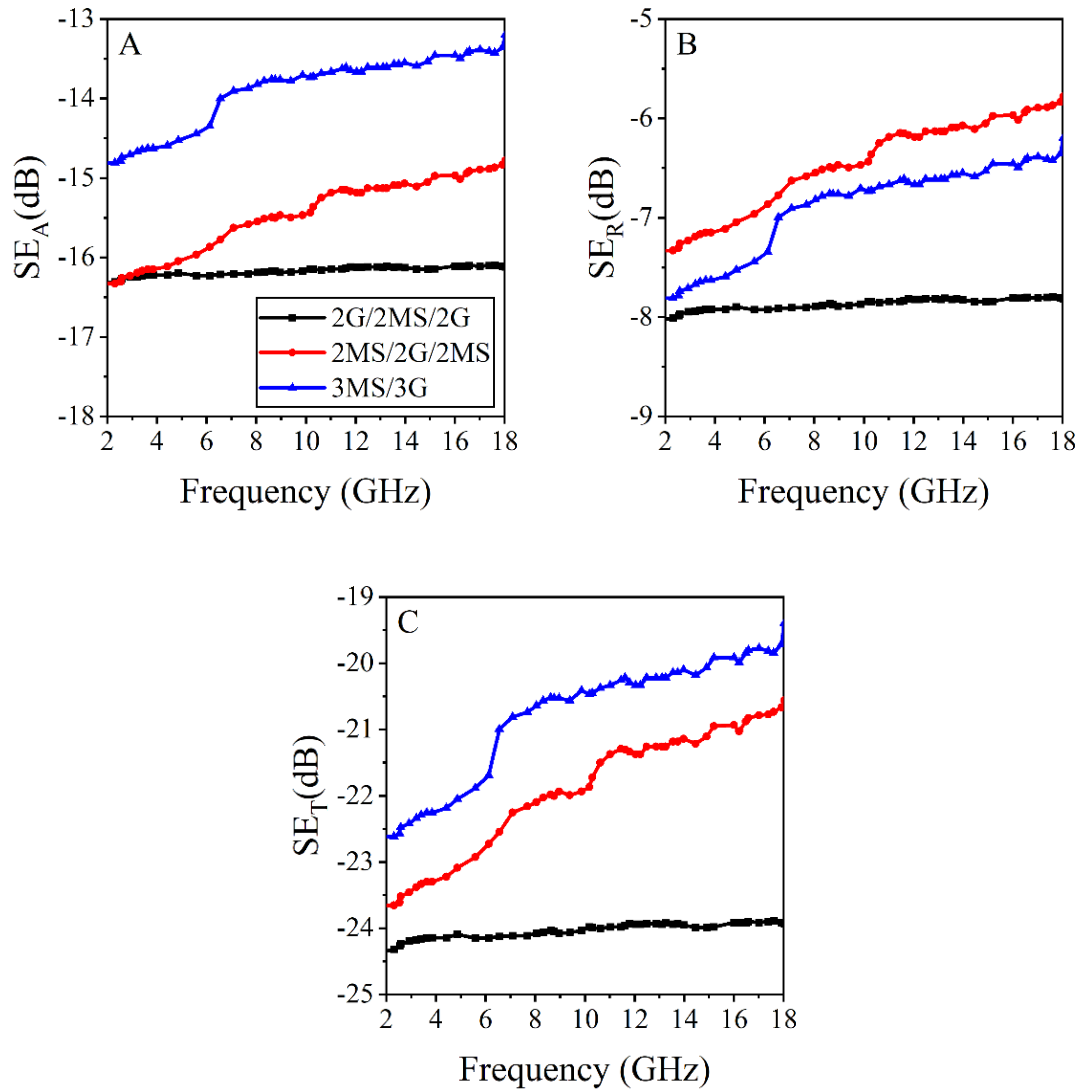 A
SE_A(dB)
-13
-14
-15
-16
-17
-18
2G/2MS/2G
2MS/2G/2MS
3MS/3G
2 4 6 8 10 12 14 16 18
Frequency (GHz)
B
SE_R(dB)
-5
-6
-7
-8
-9
2 4 6 8 10 12 14 16 18
Frequency (GHz)
C
SE_T(dB)
-19
-20
-21
-22
-23
-24
-25
2 4 6 8 10 12 14 16 18
Frequency (GHz)